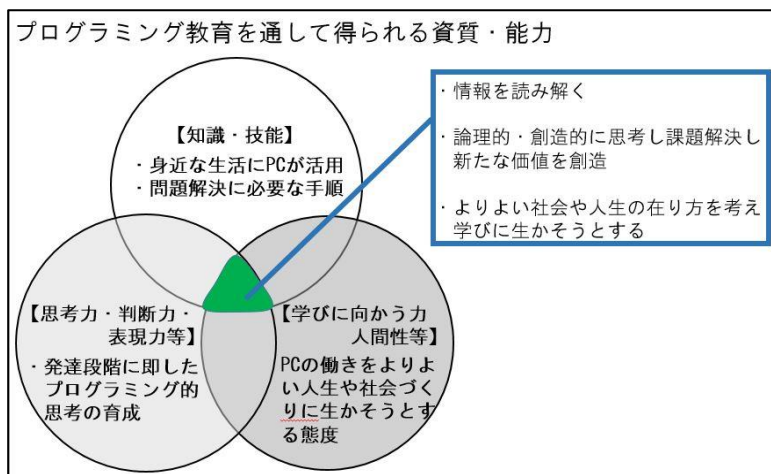 プログラミング教育を通して得られる資質・能力
【知識・技能】
・身近な生活にPCが活用
・問題解決に必要な手順
・情報を読み解く
・論理的・創造的に思考し課題解決し
新たな価値を創造
・よりよい社会や人生の在り方を考え
学びに生かそうとする
【思考力・判断力・
表現力等】
・発達段階に即した
プログラミング的
思考の育成
【学びに向かう力
人間性等】
PCの働きをよりよ
い人生や社会づく
りに生かそうとす
る態度